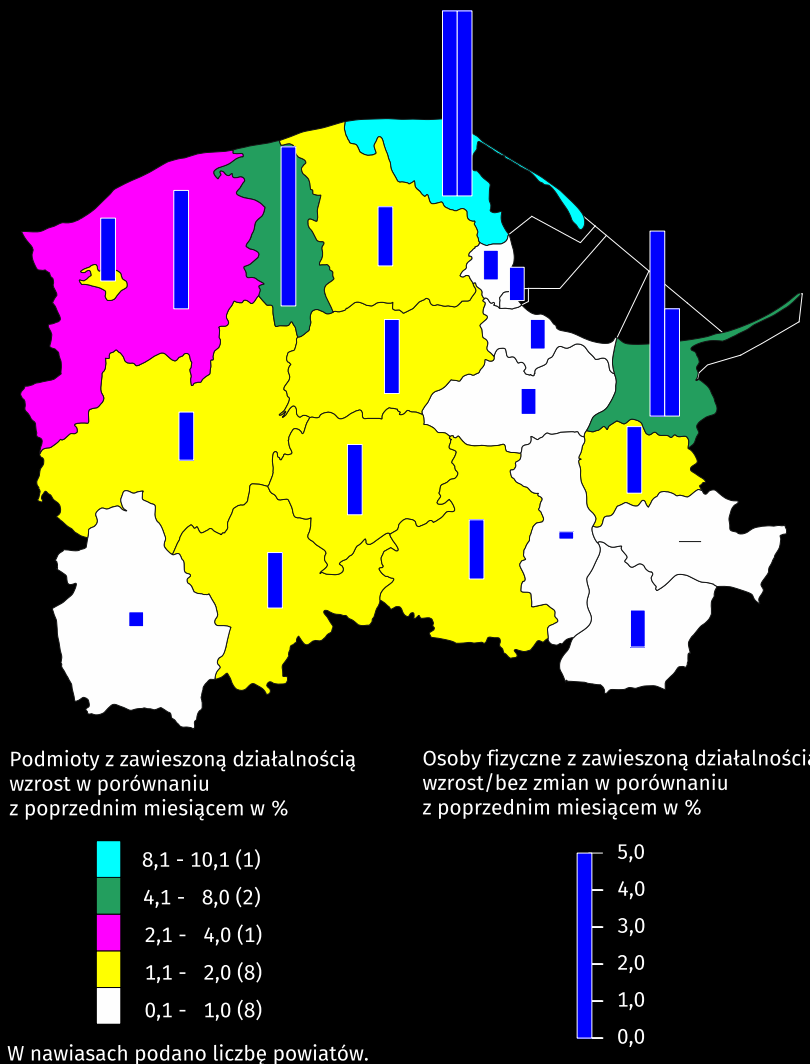 Podmioty z zawieszoną działalnością
wzrost w porównaniu
z poprzednim miesiącem w %
8,1 - 10,1 (1)
4,1 - 8,0 (2)
2,1 - 4,0 (1)
1,1 - 2,0 (8)
0,1 - 1,0 (8)
W nawiasach podano liczbę powiatów.
Osoby fizyczne z zawieszoną działalnością
wzrost/bez zmian w porównaniu
z poprzednim miesiącem w %
5,0
4,0
3,0
2,0
1,0
0,0